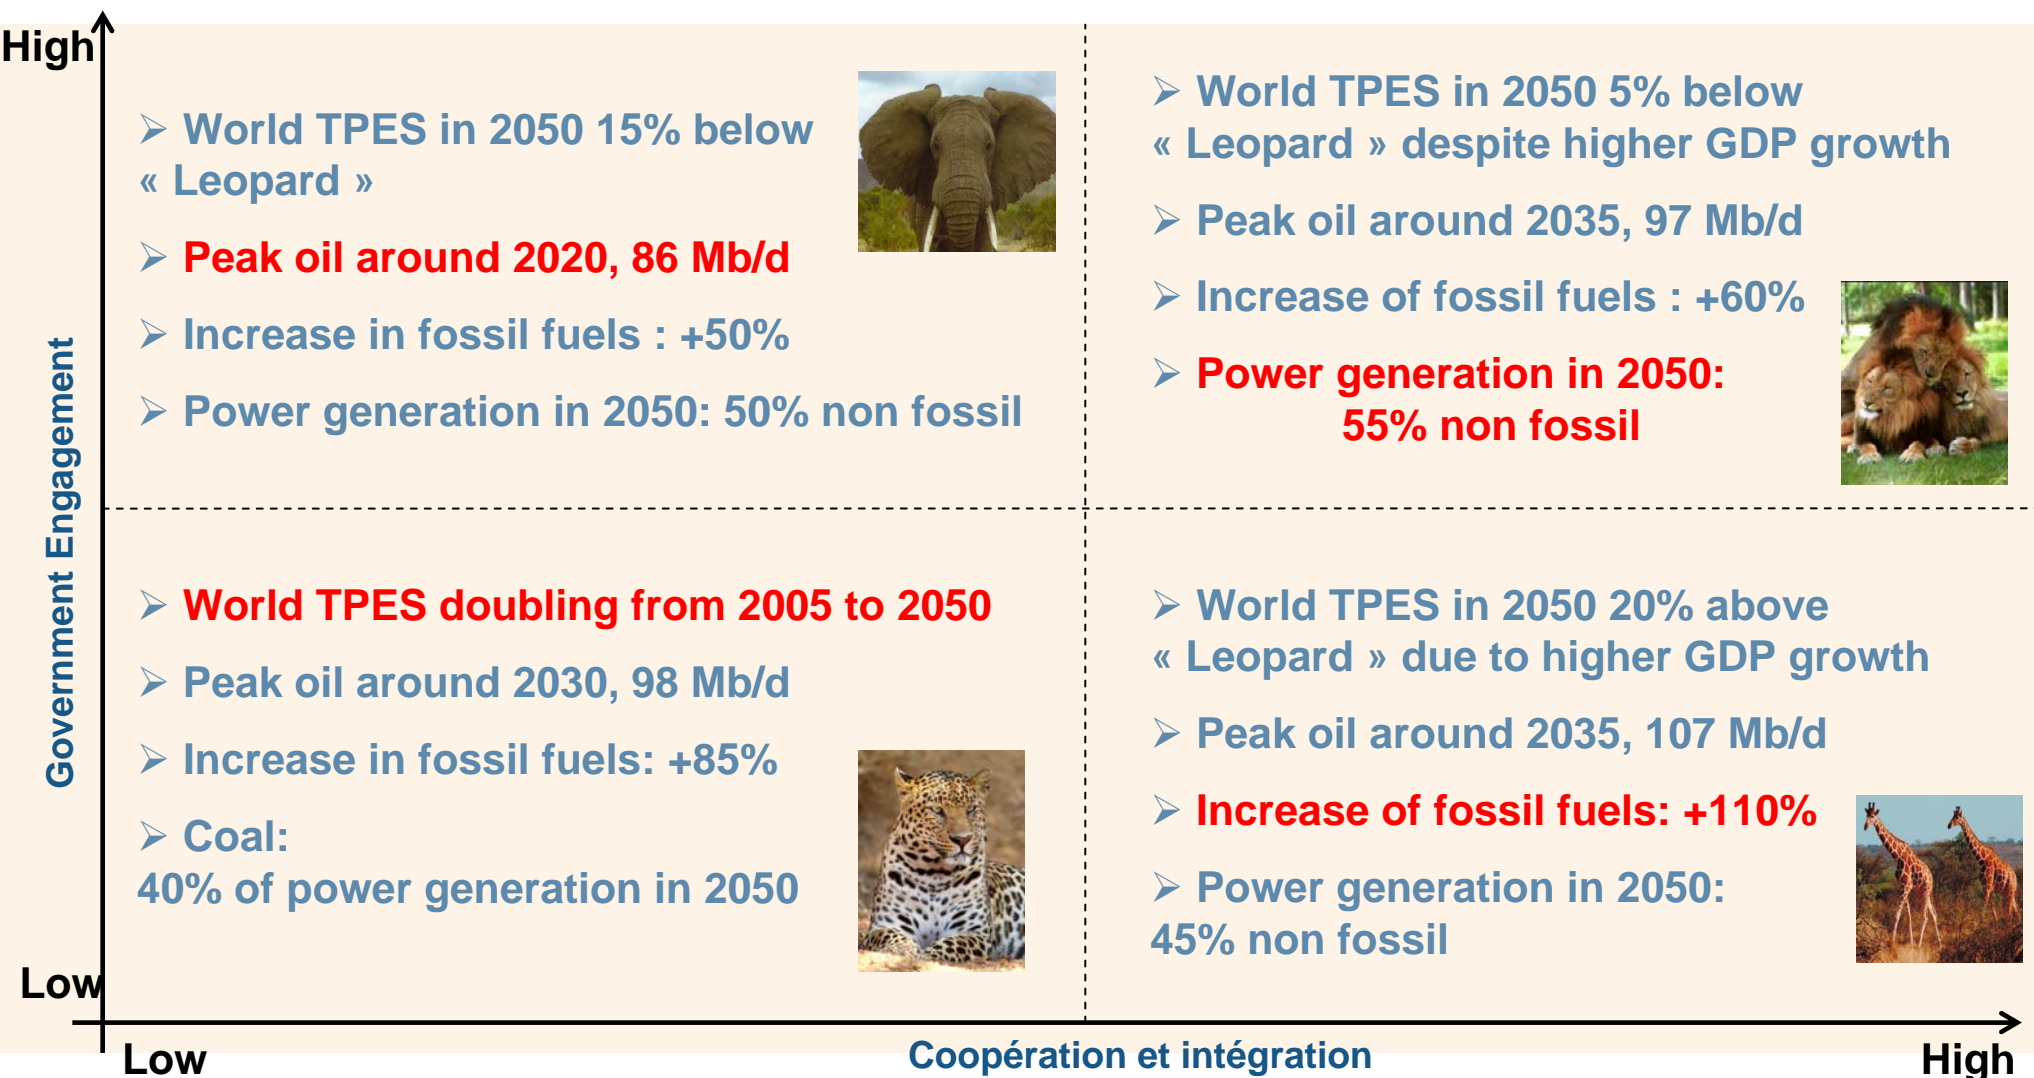 High
➢ World TPES in 2050 15% below
« Leopard »
➢ Peak oil around 2020, 86 Mb/d
➢ Increase in fossil fuels : +50%
➢ Power generation in 2050: 50% non fossil
➢ World TPES in 2050 5% below
« Leopard » despite higher GDP growth
➢ Peak oil around 2035, 97 Mb/d
➢ Increase of fossil fuels : +60%
➢ Power generation in 2050:
55% non fossil
Government Engagement
➢ World TPES doubling from 2005 to 2050
➢ Peak oil around 2030, 98 Mb/d
➢ Increase in fossil fuels: +85%
➢ Coal:
40% of power generation in 2050
➢ World TPES in 2050 20% above
« Leopard » due to higher GDP growth
➢ Peak oil around 2035, 107 Mb/d
➢ Increase of fossil fuels: +110%
➢ Power generation in 2050:
45% non fossil
Low
Low
Coopération et intégration
High